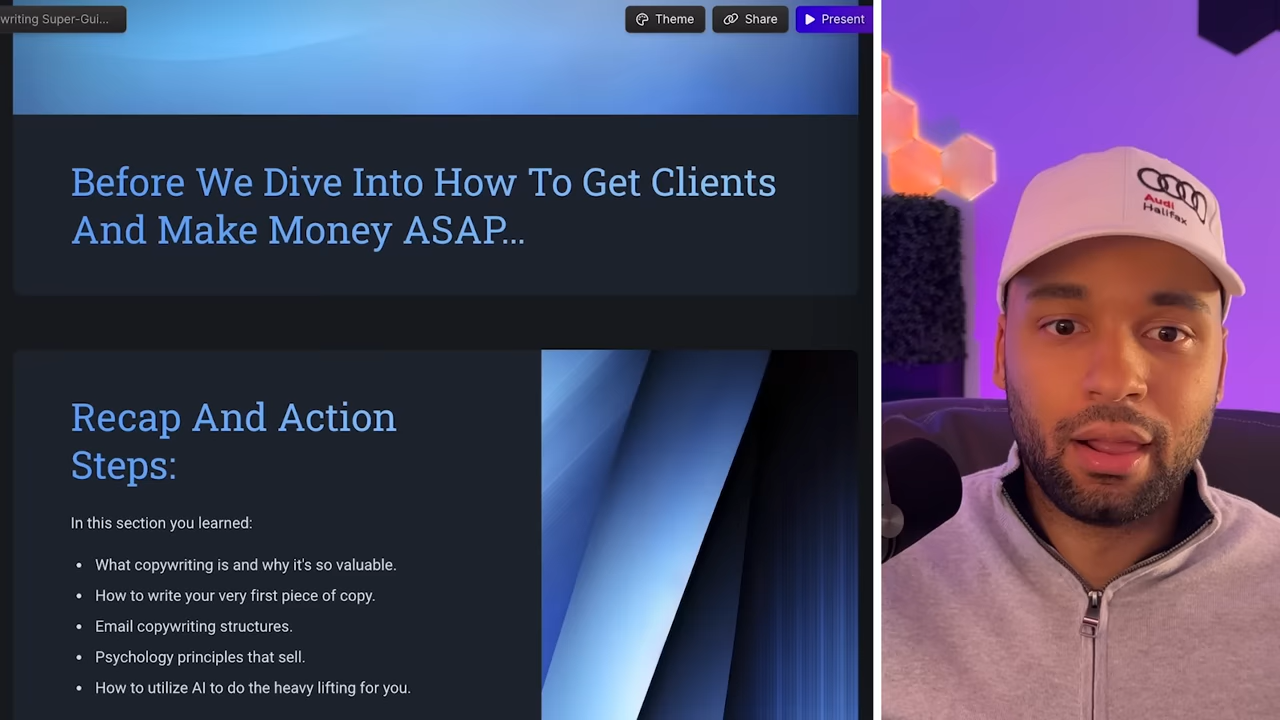 writing Super-Gui...
Theme
Share
Present
Before We Dive Into How To Get Clients
And Make Money ASAP...
Recap And Action
Steps:
In this section you learned:
• What copywriting is and why it's so valuable.
• How to write your very first piece of copy.
• Email copywriting structures.
• Psychology principles that sell.
• How to utilize AI to do the heavy lifting for you.
Audi
Halifax